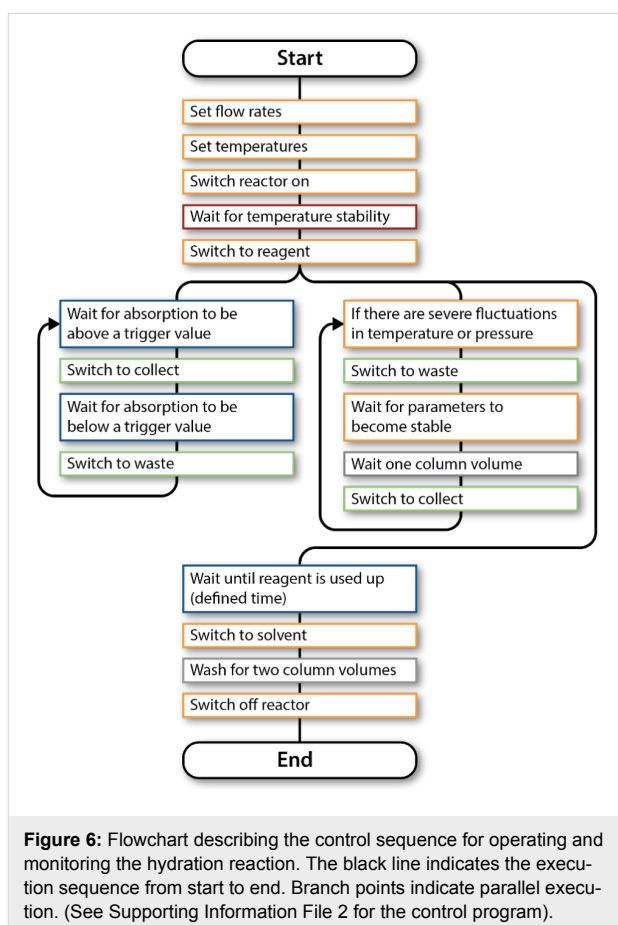 Start
Set flow rates
Set temperatures
Switch reactor on
Wait for temperature stability
Switch to reagent
Wait for absorption to be
above a trigger value
Switch to collect
Wait for absorption to be
below a trigger value
Switch to waste
If there are severe fluctuations
in temperature or pressure
Switch to waste
Wait for parameters to
become stable
Wait one column volume
Switch to collect
Wait until reagent is used up
(defined time)
Switch to solvent
Wash for two column volumes
Switch off reactor
End
Figure 6: Flowchart describing the control sequence for operating and
monitoring the hydration reaction. The black line indicates the execu-
tion sequence from start to end. Branch points indicate parallel execu-
tion. (See Supporting Information File 2 for the control program).